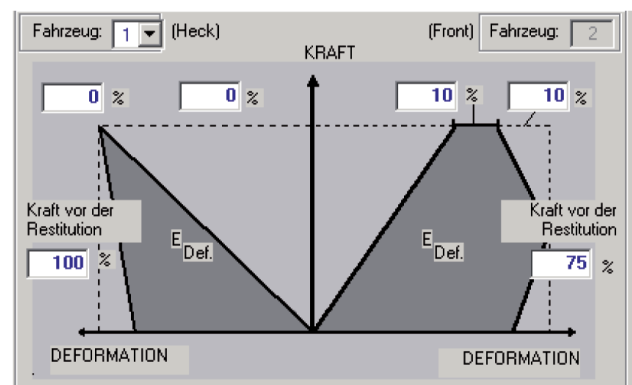 Fahrzeug: 1 (Heck) (Front) Fahrzeug: 2
KRAFT
0 % 0 % 10 % 10 %
Kraft vor der
Restitution
100 %
E Def.
E Def.
Kraft vor der
Restitution
75 %
DEFORMATION DEFORMATION